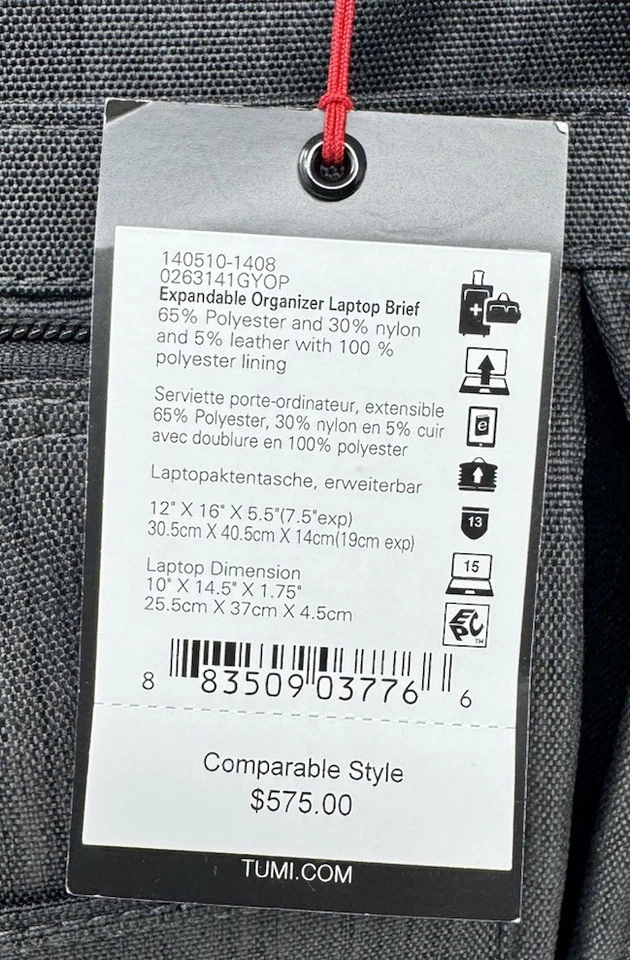 140510-1408
0263141GYOP
Expandable Organizer Laptop Brief
65% Polyester and 30% nylon
and 5% leather with 100 %
polyester lining
Serviette porte-ordinateur, extensible
65% Polyester, 30% nylon en 5% cuir
avec doublure en 100% polyester
Laptopaktentasche, erweiterbar
12" X 16" X 5.5"(7.5"exp)
30.5cm X 40.5cm X 14cm(19cm exp)
Laptop Dimension
10" X 14.5" X 1.75"
25.5cm X 37cm X 4.5cm
e
13
15
EPC™
8 83509 03776 6
Comparable Style
$575.00
TUMI.COM